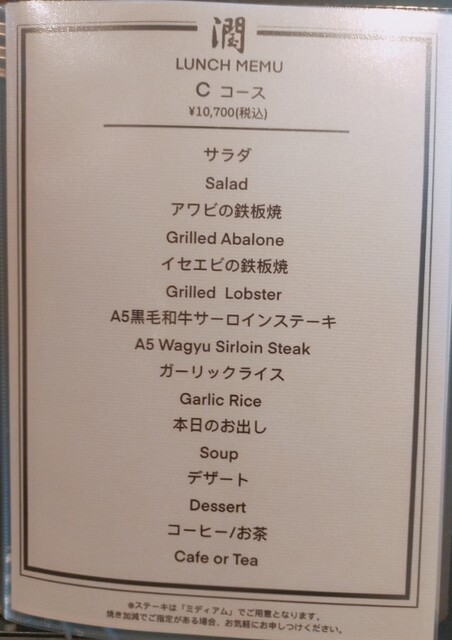 潤
LUNCH MEMU
C コース
¥10,700(税込)
サラダ
Salad
アワビの鉄板焼
Grilled Abalone
イセエビの鉄板焼
Grilled Lobster
A5黒毛和牛サーロインステーキ
A5 Wagyu Sirloin Steak
ガーリックライス
Garlic Rice
本日のお出し
Soup
デザート
Dessert
コーヒー/お茶
Cafe or Tea
※ステーキは「ミディアム」でご用意となります。
焼き加減でご指定がある場合、お気軽にお申しつけください。